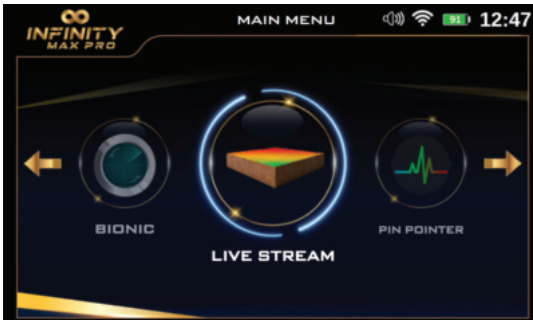 INFINITY
MAX PRO
MAIN MENU
91
12:47
BIONIC
LIVE STREAM
PIN POINTER